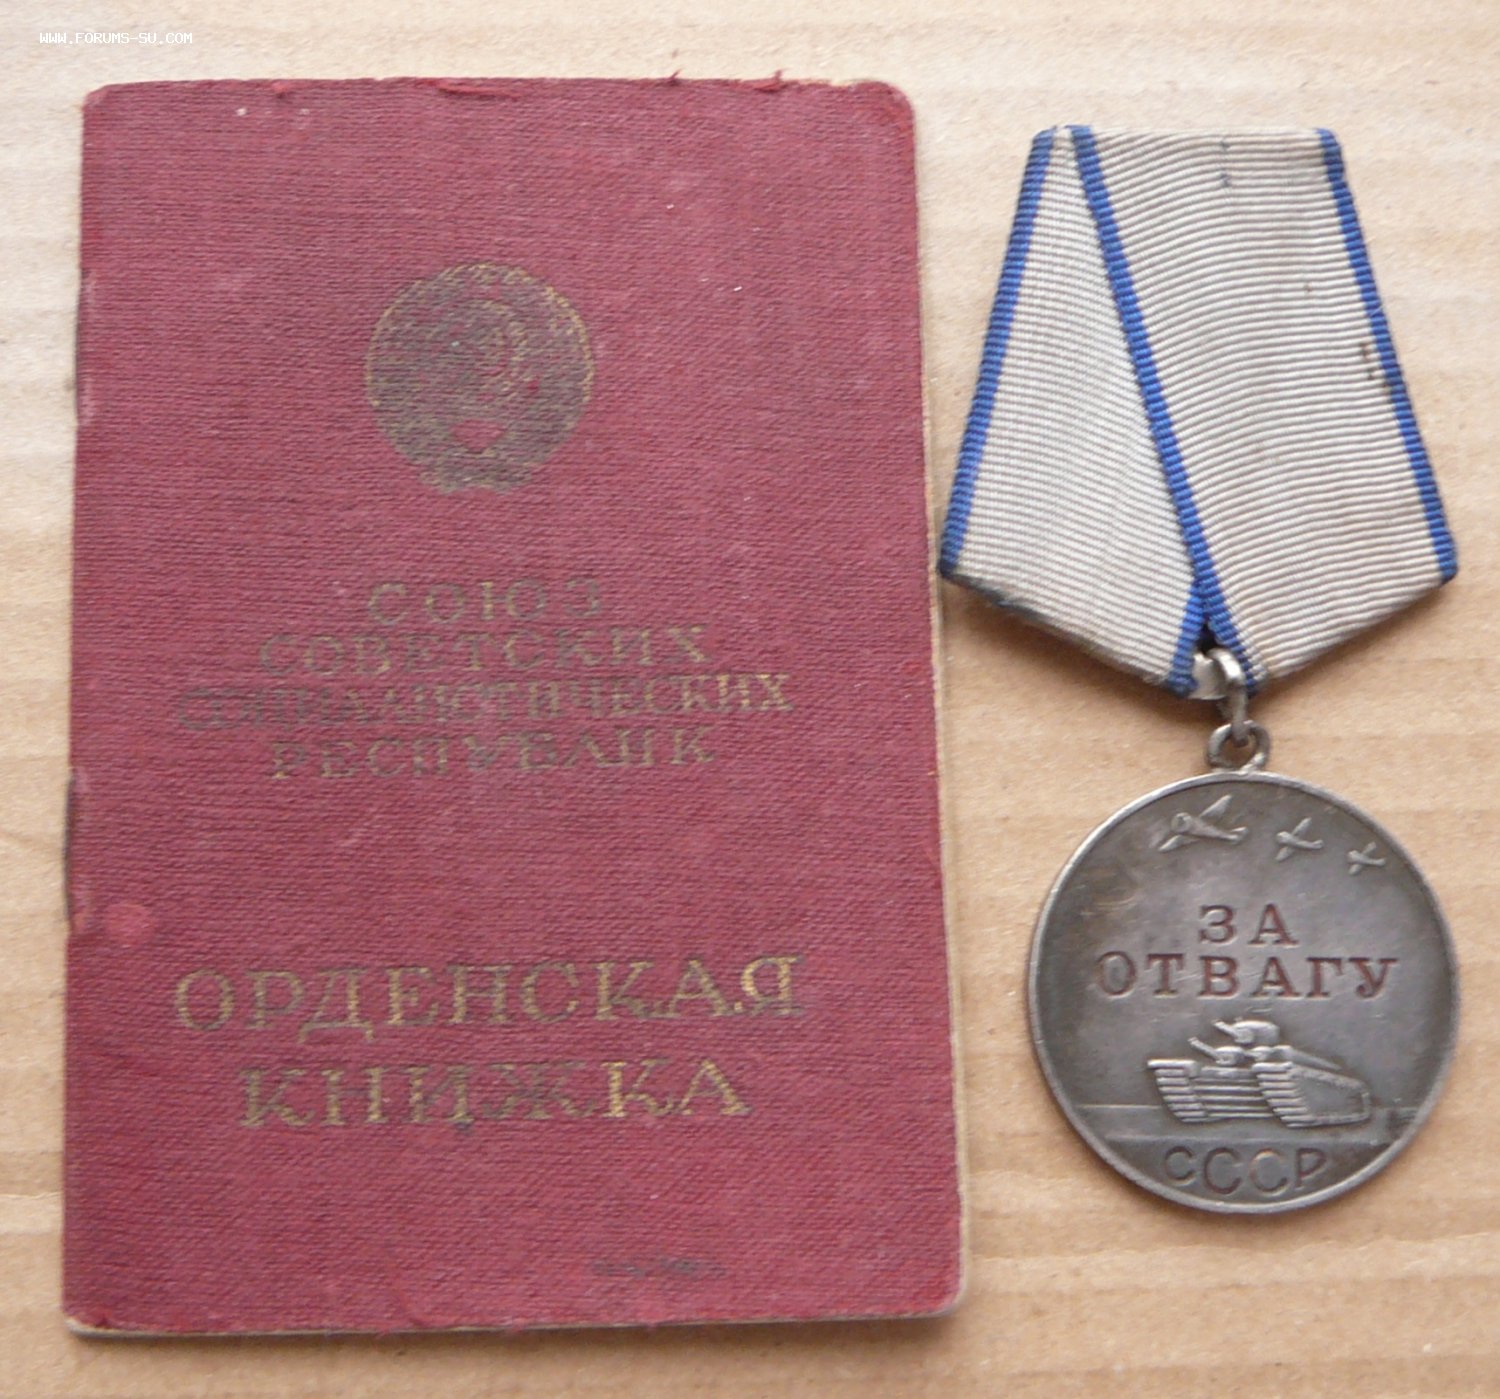 WWW.FORUMS-SU.COM
СОЮЗ
СОВЕТСКИХ
СОЦИАЛИСТИЧЕСКИХ
РЕСПУБЛИК
ОРДЕНСКАЯ
КНИЖКА
ЗА
ОТВАГУ
СССР